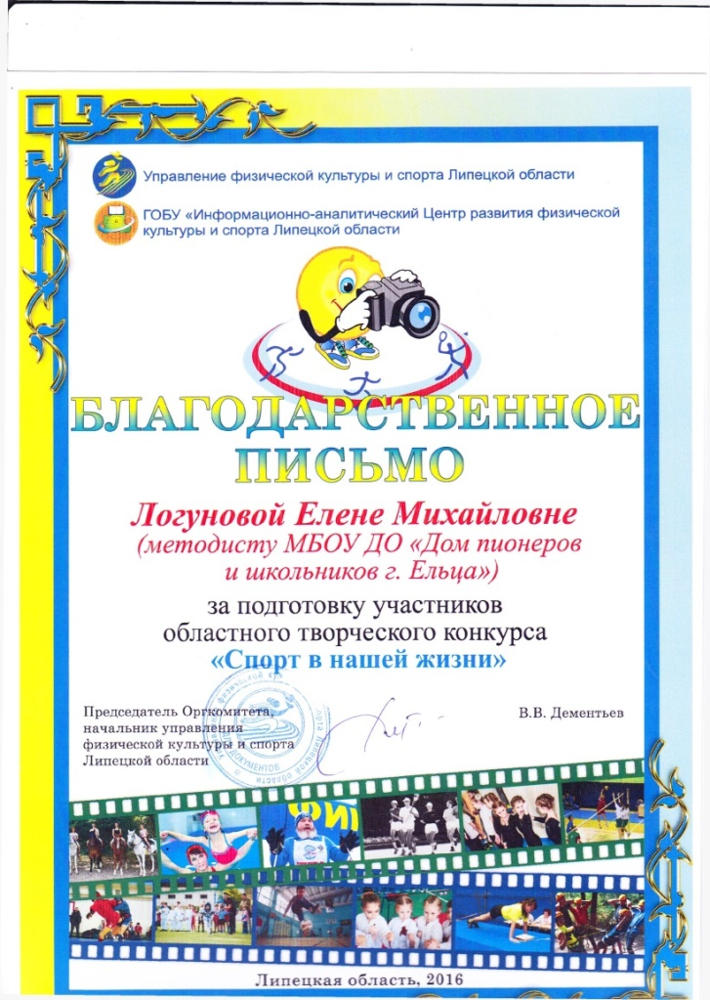 Управление физической культуры и спорта Липецкой области
ГОБУ «Информационно-аналитический Центр развития физической
культуры и спорта Липецкой области
БЛАГОДАРСТВЕННОЕ
ПИСЬМО
Логуновой Елене Михайловне
(методисту МБОУ ДО «Дом пионеров
и школьников г. Ельца»)
за подготовку участников
областного творческого конкурса
«Спорт в нашей жизни»
Председатель Оргкомитета,
начальник управления
физической культуры и спорта
Липецкой области
В.В. Дементьев
ДОКУМЕНТОВ
Липецкая область, 2016